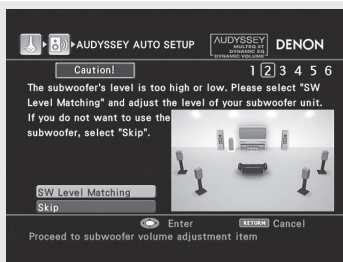 AUDYSSEY AUTO SETUP
AUDYSSEY
MULTEQ XT
DYNAMIC EQ
DYNAMIC VOLUME
DENON
Caution!
1 2 3 4 5 6
The subwoofer's level is too high or low. Please select "SW
Level Matching" and adjust the level of your subwoofer unit.
If you do not want to use the
subwoofer, select "Skip".
SW Level Matching
Skip
Enter
RETURN Cancel
Proceed to subwoofer volume adjustment item